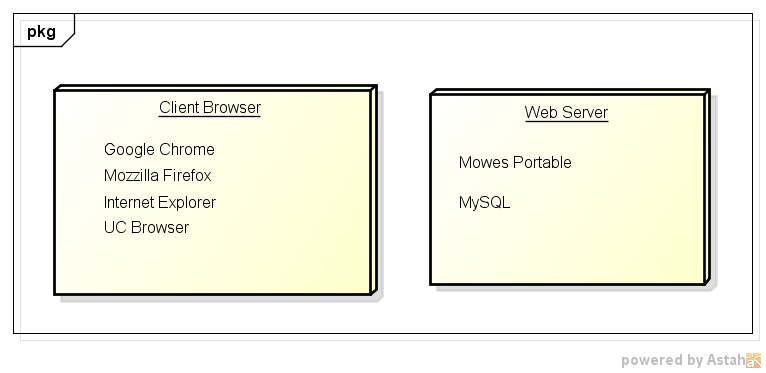 pkg
Client Browser
Google Chrome
Mozzilla Firefox
Internet Explorer
UC Browser
Web Server
Mowes Portable
MySQL
powered by Astah